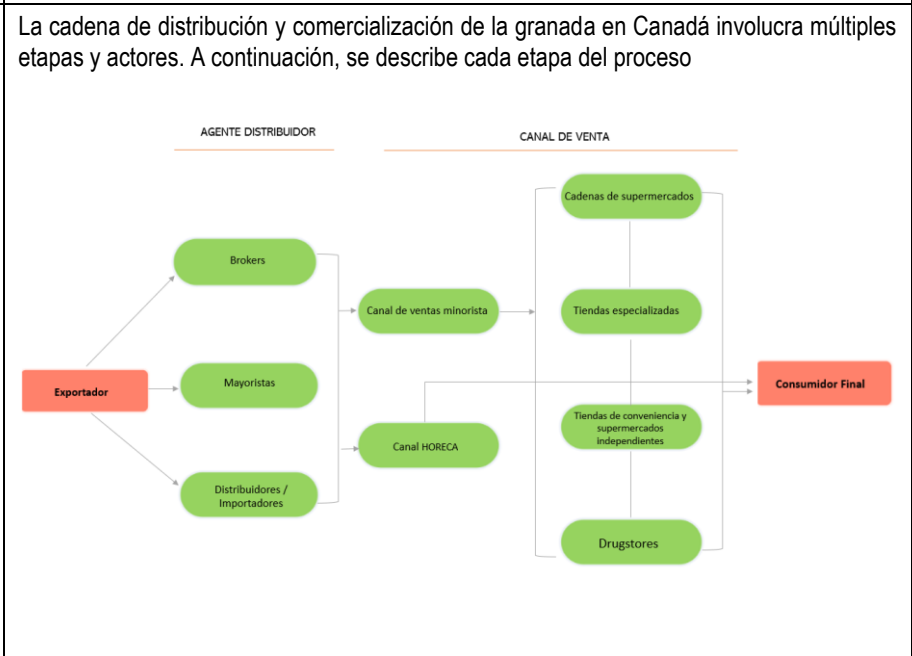 La cadena de distribución y comercialización de la granada en Canadá involucra múltiples
etapas y actores. A continuación, se describe cada etapa del proceso
AGENTE DISTRIBUIDOR
CANAL DE VENTA
Cadenas de supermercados
Brokers
Canal de ventas minorista
Tiendas especializadas
Exportador
Mayoristas
Consumidor Final
Tiendas de conveniencia y
supermercados
independientes
Canal HORECA
Distribuidores /
Importadores
Drugstores